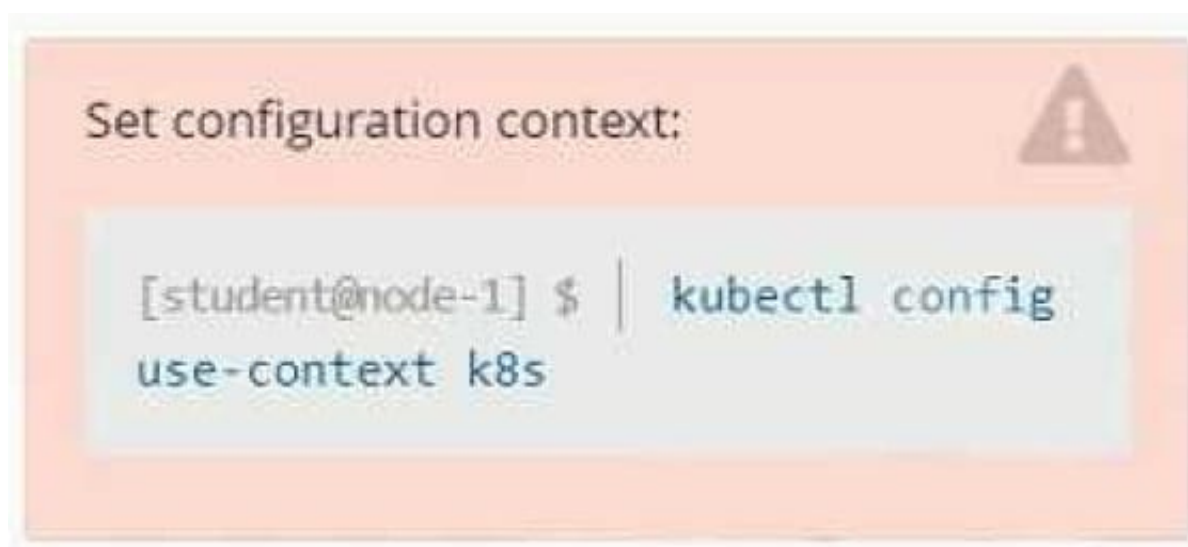 Set configuration context:
[student@node-1] $ | kubectl config
use-context k8s